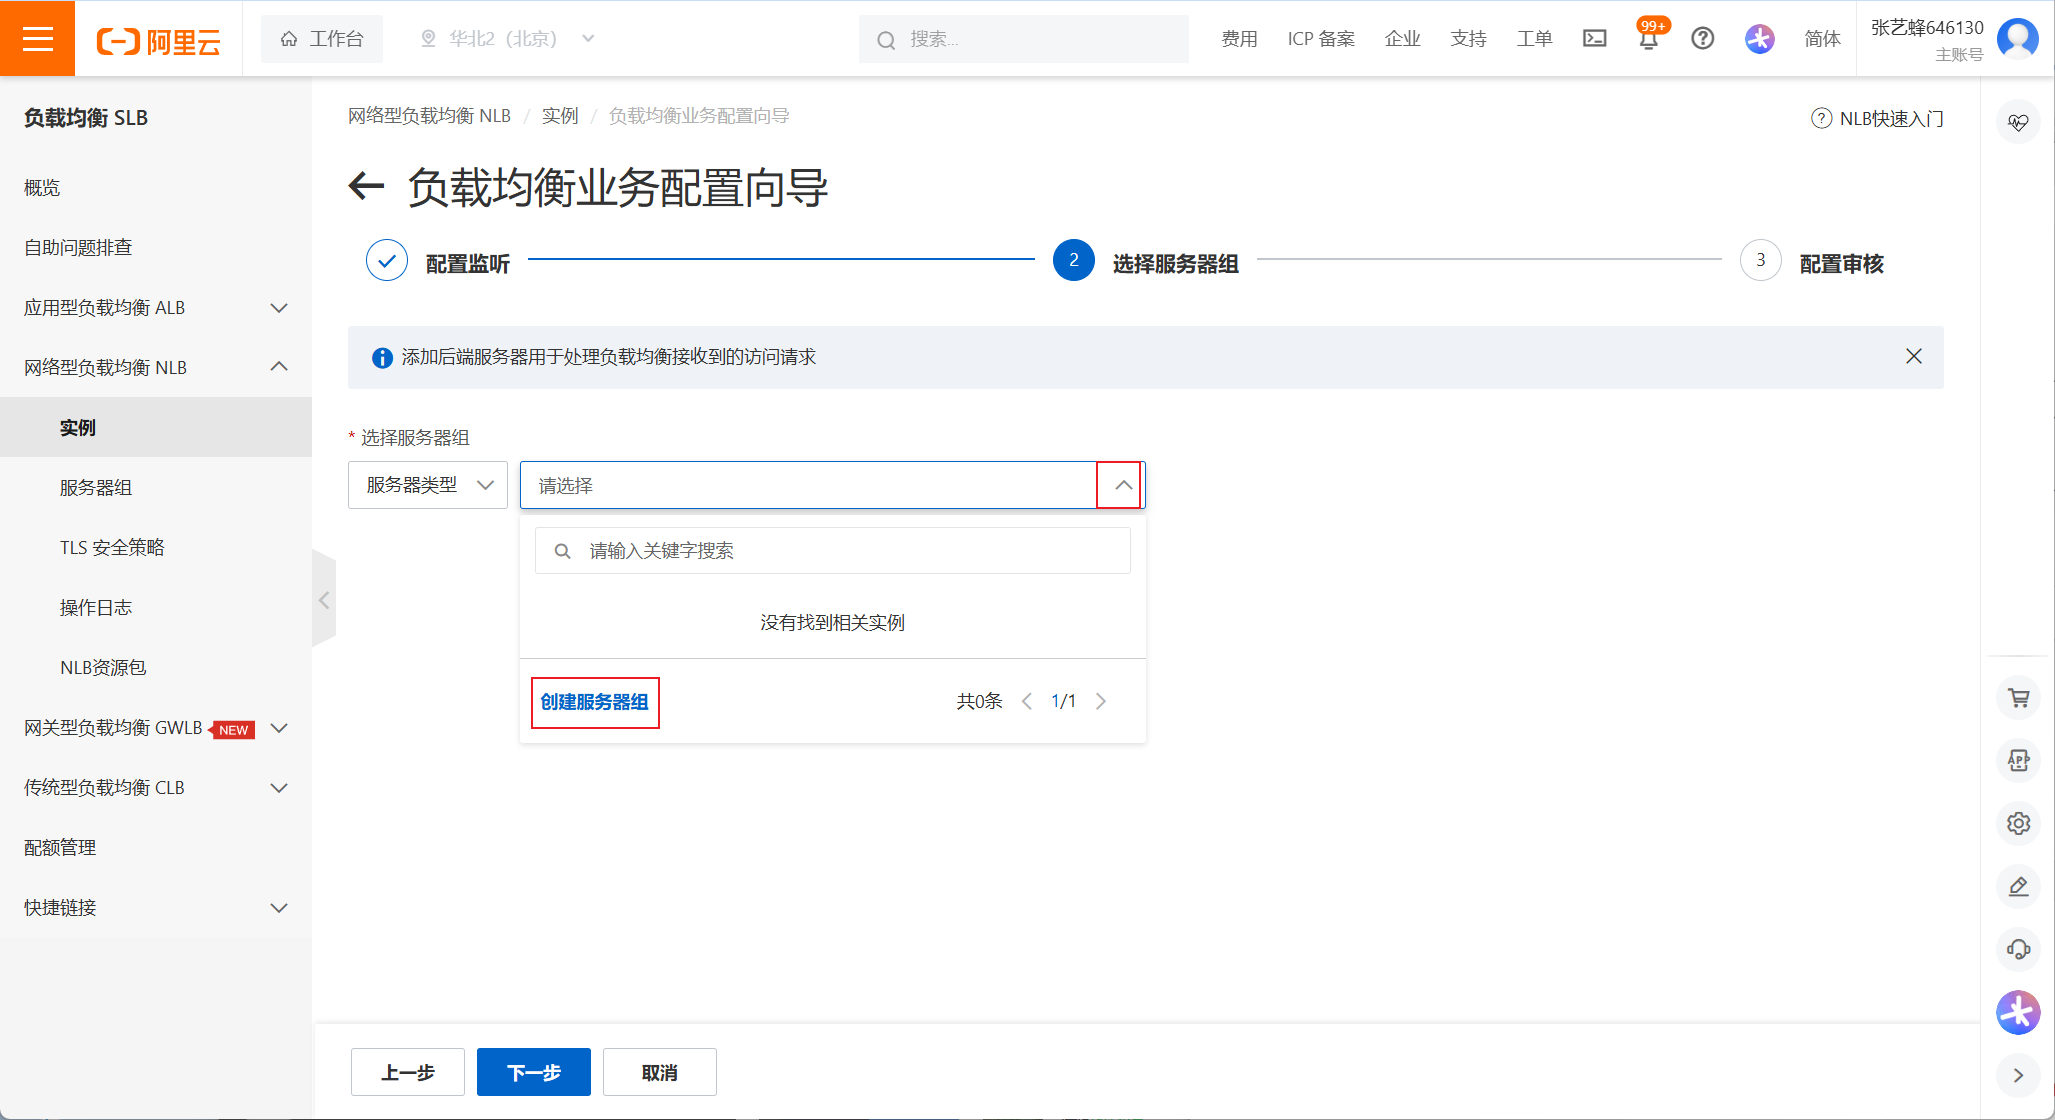 阿里云
工作台
华北2（北京）
搜索...
费用
ICP 备案
企业
支持
工单
99+
简体
张艺蜂646130
主账号
负载均衡 SLB
概览
自助问题排查
应用型负载均衡 ALB
网络型负载均衡 NLB
实例
服务器组
TLS 安全策略
操作日志
NLB资源包
网关型负载均衡 GWLB NEW
传统型负载均衡 CLB
配额管理
快捷链接
网络型负载均衡 NLB / 实例 / 负载均衡业务配置向导
NLB快速入门
负载均衡业务配置向导
配置监听
2 选择服务器组
3 配置审核
添加后端服务器用于处理负载均衡接收到的访问请求
* 选择服务器组
服务器类型
请选择
请输入关键字搜索
没有找到相关实例
创建服务器组
共0条 1/1
上一步
下一步
取消
APP